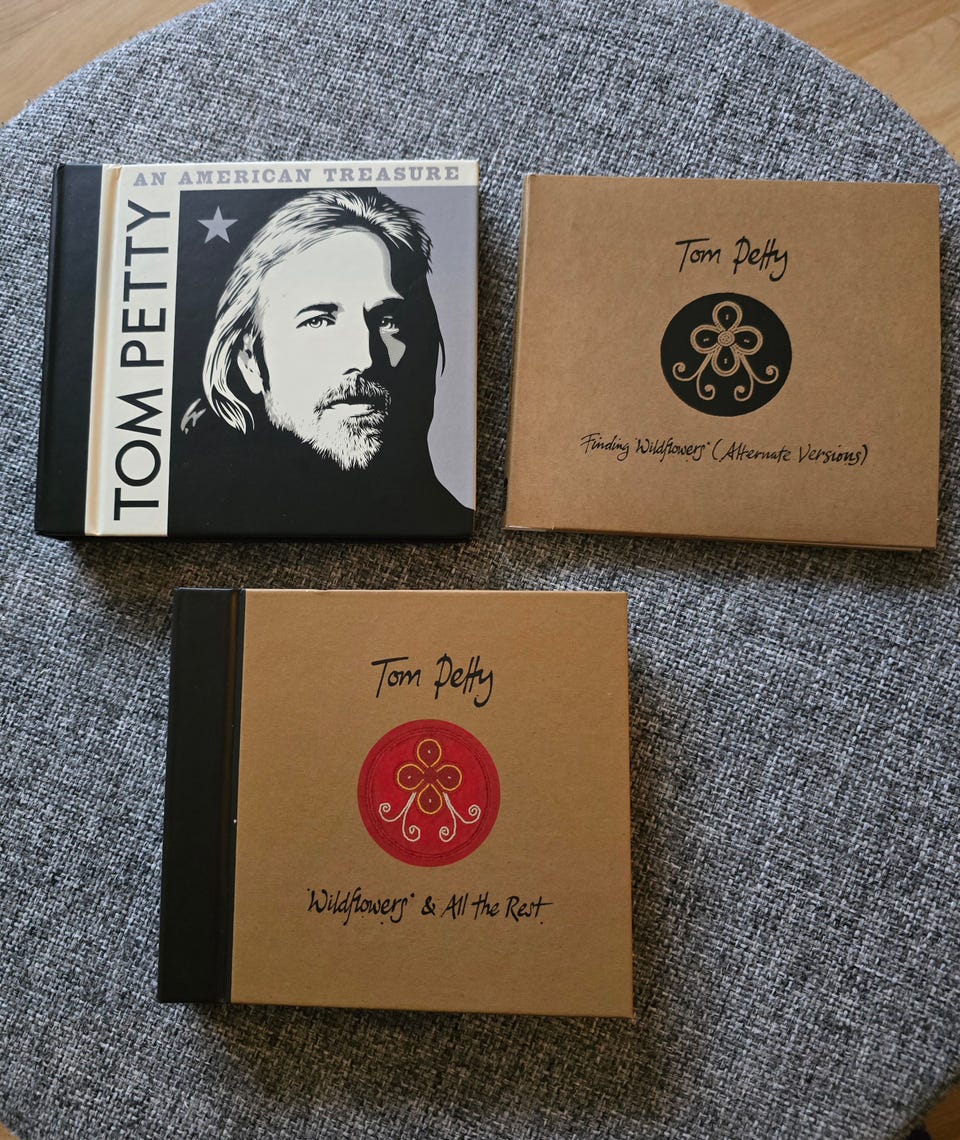 AN AMERICAN TREASURE
TOM PETTY
Tom Petty
Finding "Wildflowers" (Alternate Versions)
Tom Petty
"Wildflowers" & All the Rest